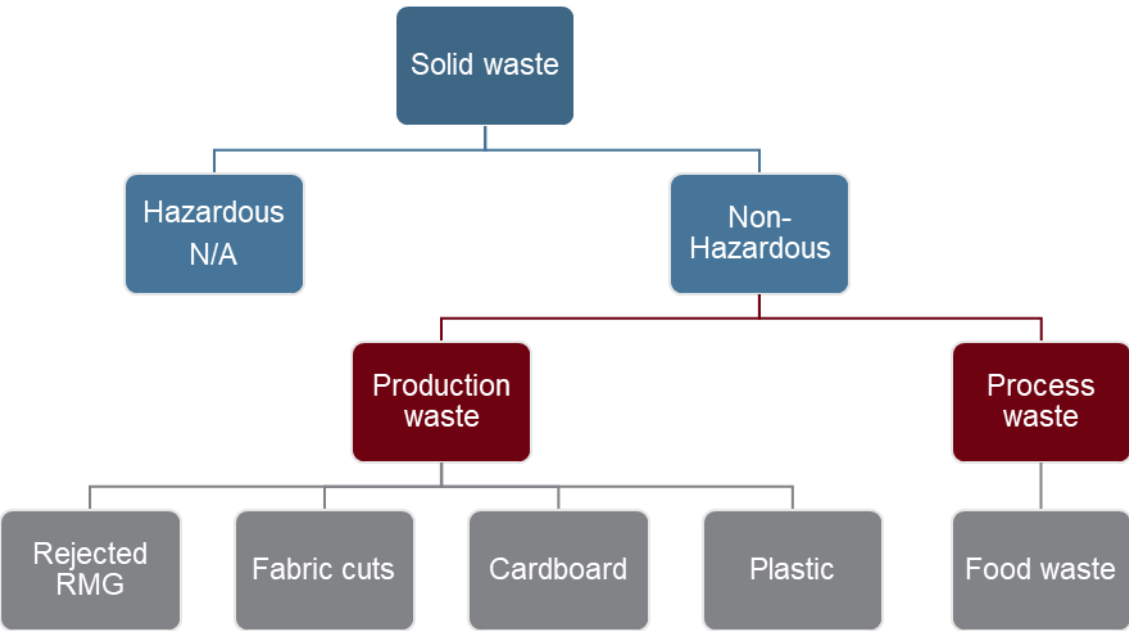 Solid waste
Hazardous
N/A
Non-
Hazardous
Production
waste
Process
waste
Rejected
RMG
Fabric cuts
Cardboard
Plastic
Food waste